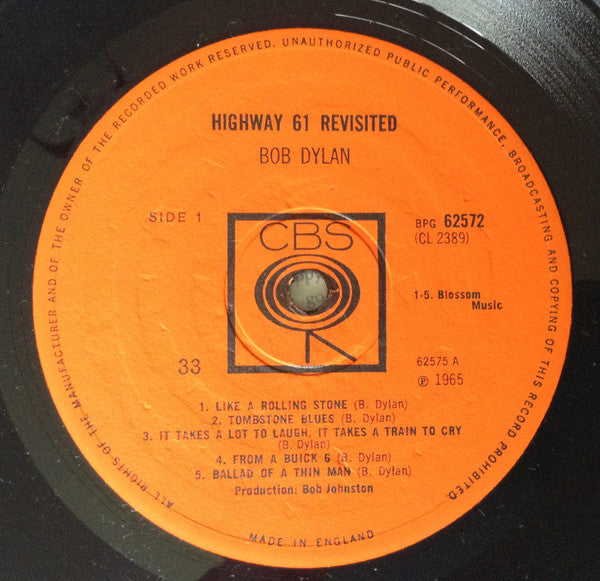 ALL RIGHTS OF THE MANUFACTURER AND OF THE OWNER OF THE RECORDED WORK RESERVED. UNAUTHORIZED PUBLIC PERFORMANCE, BROADCASTING AND COPYING OF THIS RECORD PROHIBITED.
HIGHWAY 61 REVISITED
BOB DYLAN
SIDE 1
BPG 62572
(CL 2389)
CBS
1-5. Blossom
Music
33
62575 A
℗ 1965
1. LIKE A ROLLING STONE (B. Dylan)
2. TOMBSTONE BLUES (B. Dylan)
3. IT TAKES A LOT TO LAUGH, IT TAKES A TRAIN TO CRY
(B. Dylan)
4. FROM A BUICK 6 (B. Dylan)
5. BALLAD OF A THIN MAN (B. Dylan)
Production: Bob Johnston
MADE IN ENGLAND